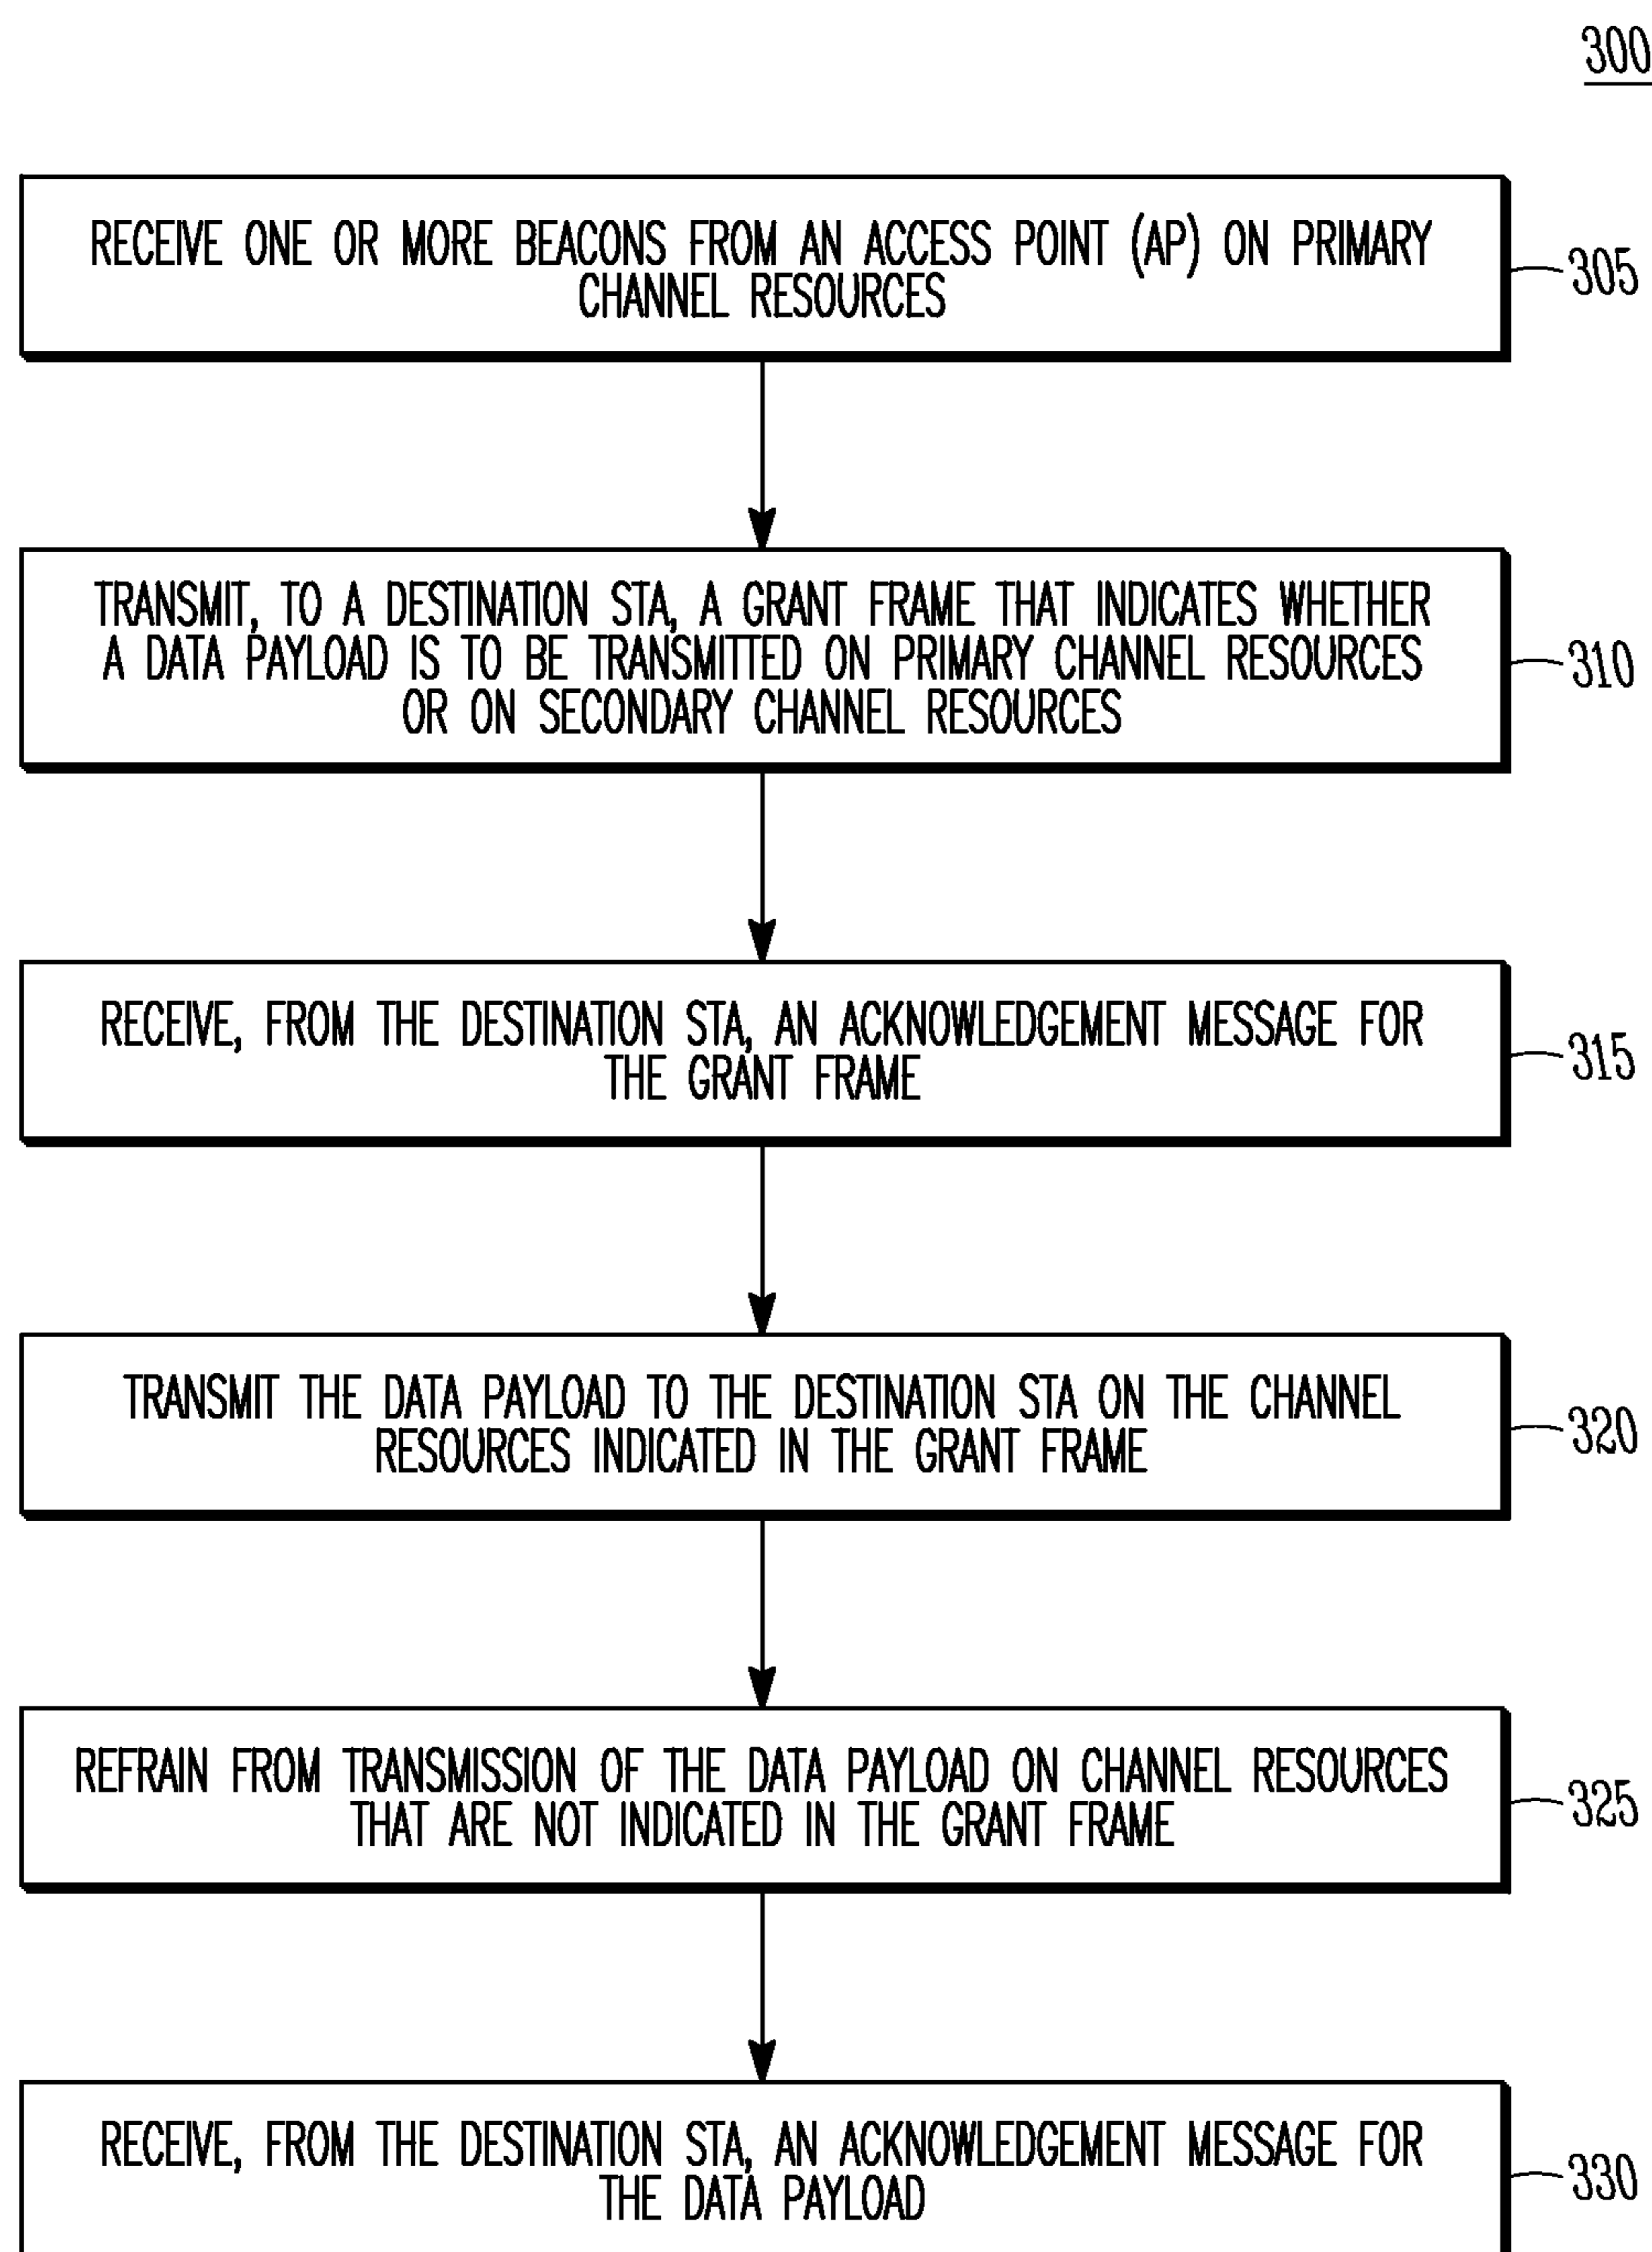 300
RECEIVE ONE OR MORE BEACONS FROM AN ACCESS POINT (AP) ON PRIMARY
CHANNEL RESOURCES
305
TRANSMIT, TO A DESTINATION STA, A GRANT FRAME THAT INDICATES WHETHER
A DATA PAYLOAD IS TO BE TRANSMITTED ON PRIMARY CHANNEL RESOURCES
OR ON SECONDARY CHANNEL RESOURCES
310
RECEIVE, FROM THE DESTINATION STA, AN ACKNOWLEDGEMENT MESSAGE FOR
THE GRANT FRAME
315
TRANSMIT THE DATA PAYLOAD TO THE DESTINATION STA ON THE CHANNEL
RESOURCES INDICATED IN THE GRANT FRAME
320
REFRAIN FROM TRANSMISSION OF THE DATA PAYLOAD ON CHANNEL RESOURCES
THAT ARE NOT INDICATED IN THE GRANT FRAME
325
RECEIVE, FROM THE DESTINATION STA, AN ACKNOWLEDGEMENT MESSAGE FOR
THE DATA PAYLOAD
330